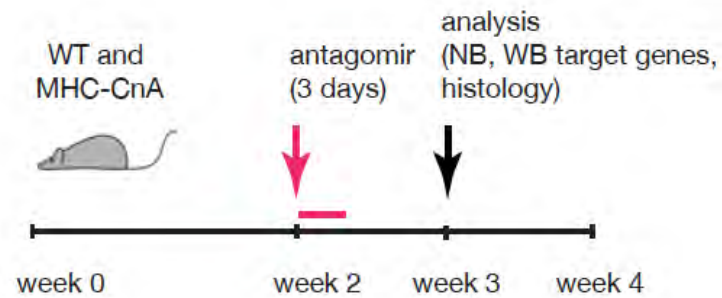 WT and
MHC-CnA
antagomir
(3 days)
analysis
(NB, WB target genes,
histology)
week 0
week 2
week 3
week 4